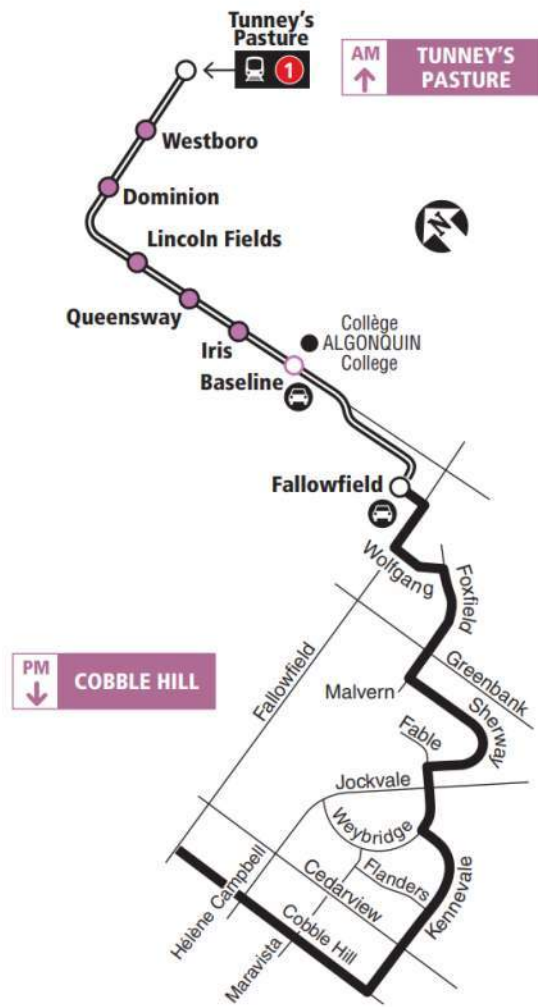 Tunney's
Pasture
1
AM
TUNNEY'S
PASTURE
Westboro
Dominion
N
Lincoln Fields
Queensway
Collège
ALGONQUIN
College
Iris
Baseline
Fallowfield
Wolfgang
Foxfield
Fallowfield
Greenbank
PM
COBBLE HILL
Malvern
Sherway
Fable
Jockvale
Weybridge
Flanders
Hélène Campbell
Cedarview
Kennevale
Cobble Hill
Maravista